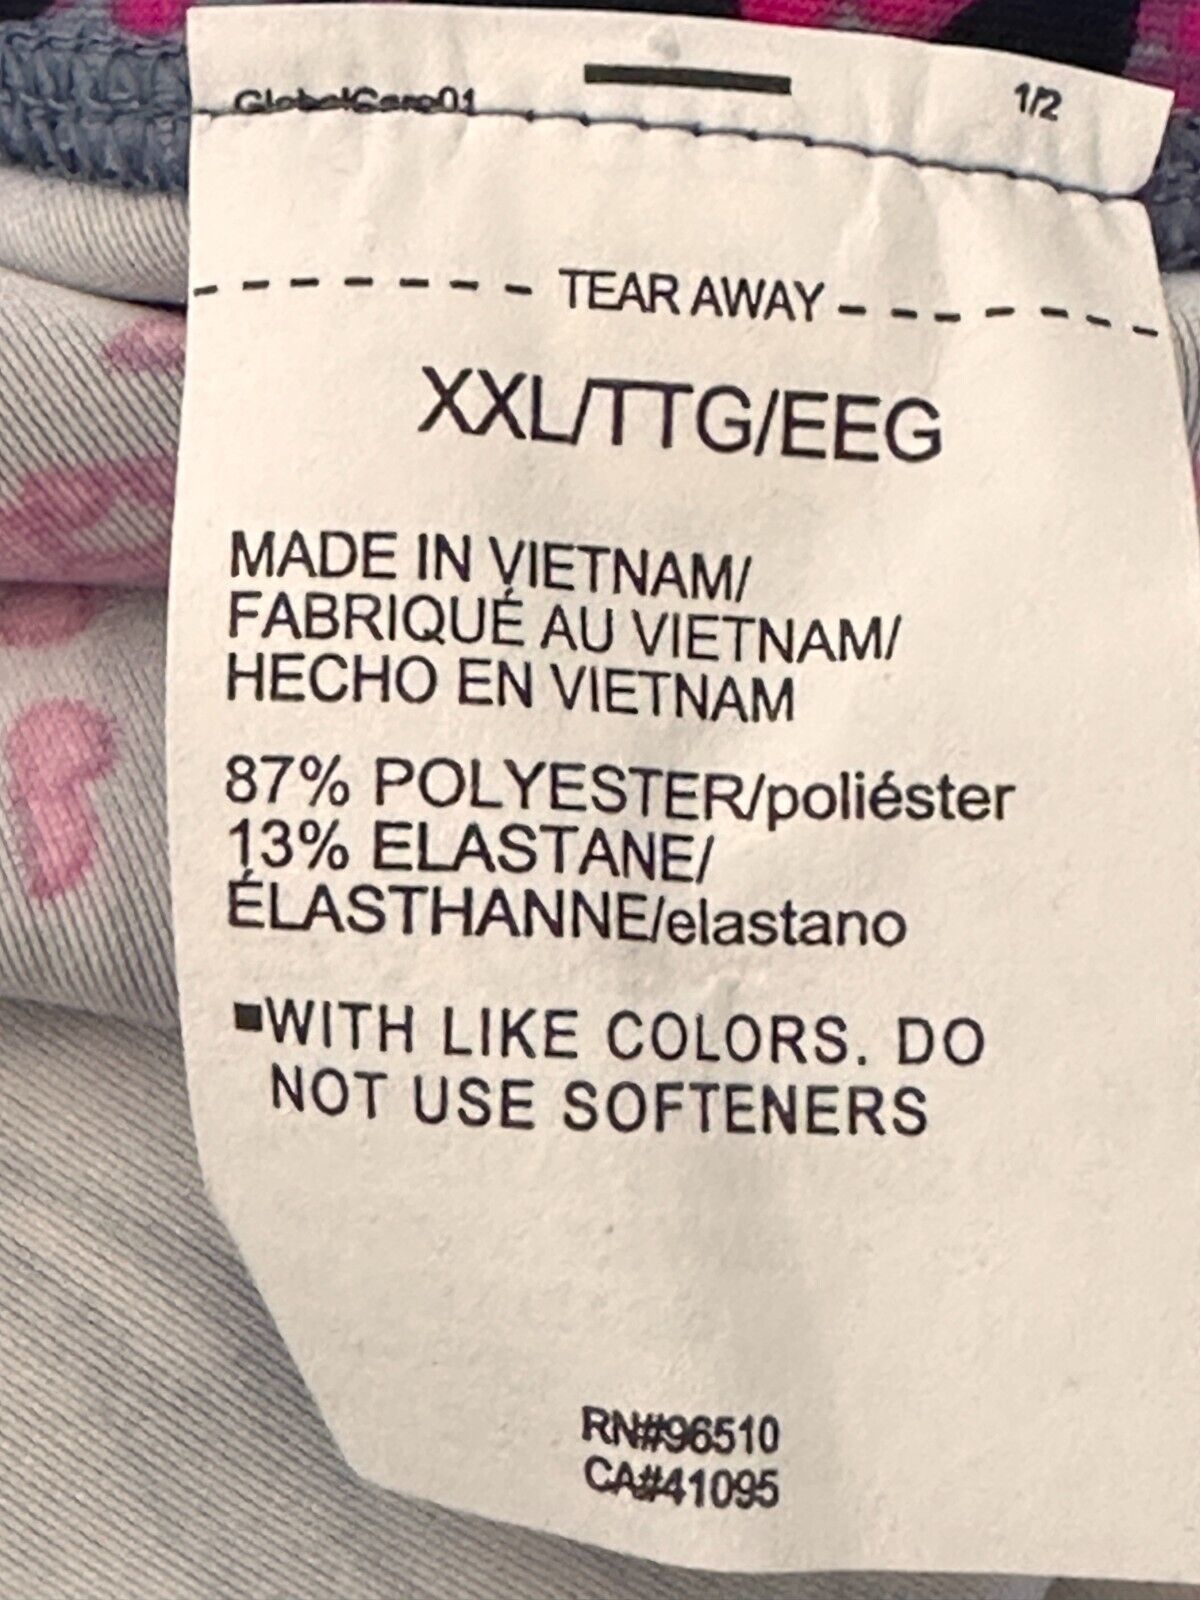 GlobalCare01 1/2
TEAR AWAY
XXL/TTG/EEG
MADE IN VIETNAM/
FABRIQUÉ AU VIETNAM/
HECHO EN VIETNAM
87% POLYESTER/poliéster
13% ELASTANE/
ÉLASTHANNE/elastano
■WITH LIKE COLORS. DO
NOT USE SOFTENERS
RN#96510
CA#41095